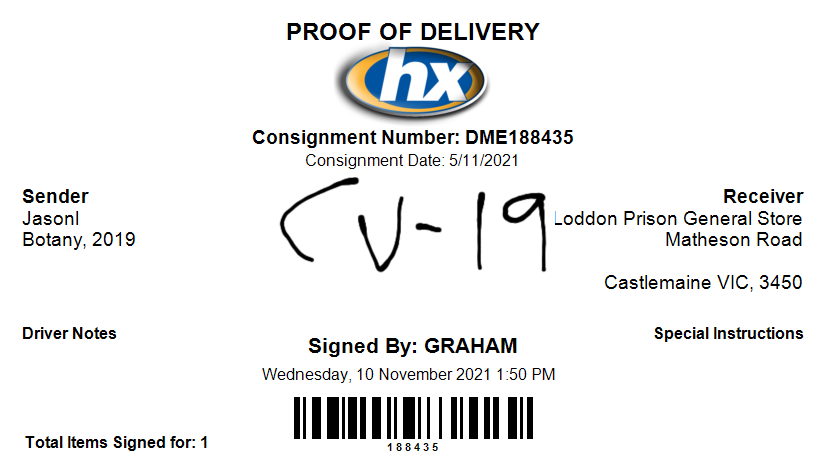 PROOF OF DELIVERY
hx
Consignment Number: DME188435
Consignment Date: 5/11/2021
Sender
Jasonl
Botany, 2019
CV-19
Receiver
Loddon Prison General Store
Matheson Road
Castlemaine VIC, 3450
Driver Notes
Special Instructions
Signed By: GRAHAM
Wednesday, 10 November 2021 1:50 PM
188435
Total Items Signed for: 1